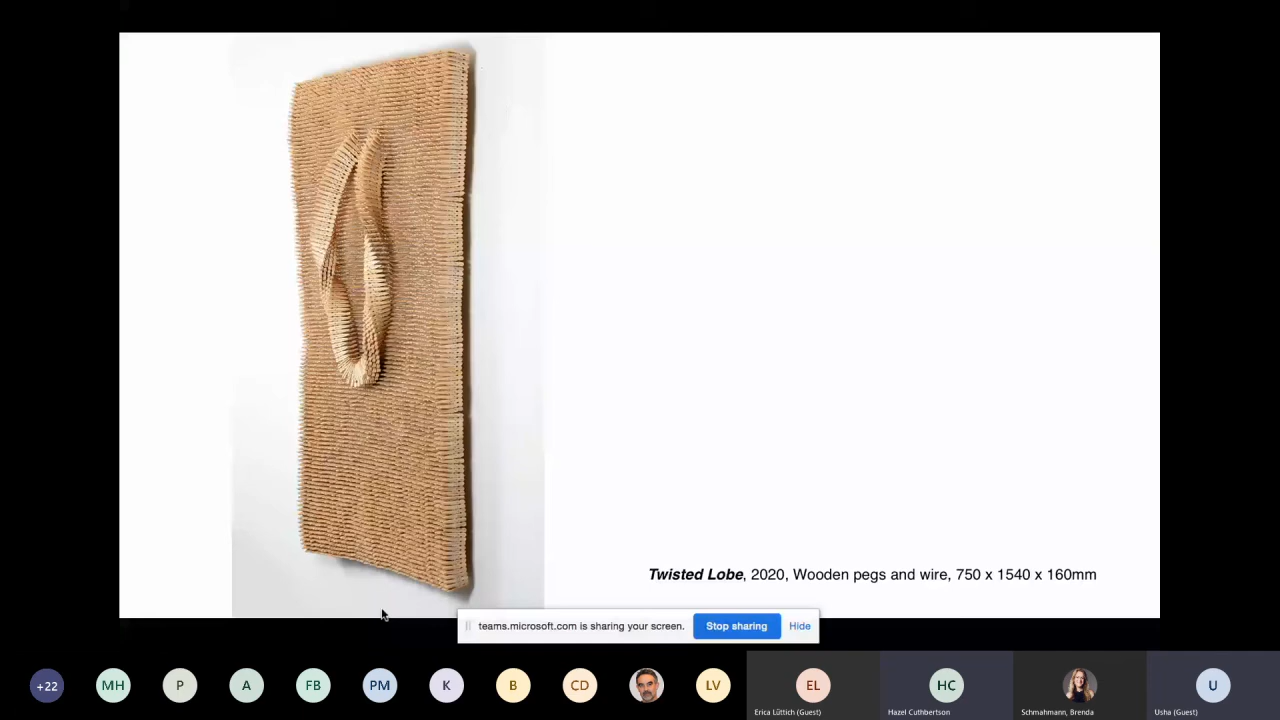 Twisted Lobe, 2020, Wooden pegs and wire, 750 x 1540 x 160mm
teams.microsoft.com is sharing your screen. Stop sharing Hide
+22 MH P A FB PM K B CD LV EL HC U
Erica Lüttich (Guest) Hazel Cuthbertson Schmahmann, Brenda Usha (Guest)